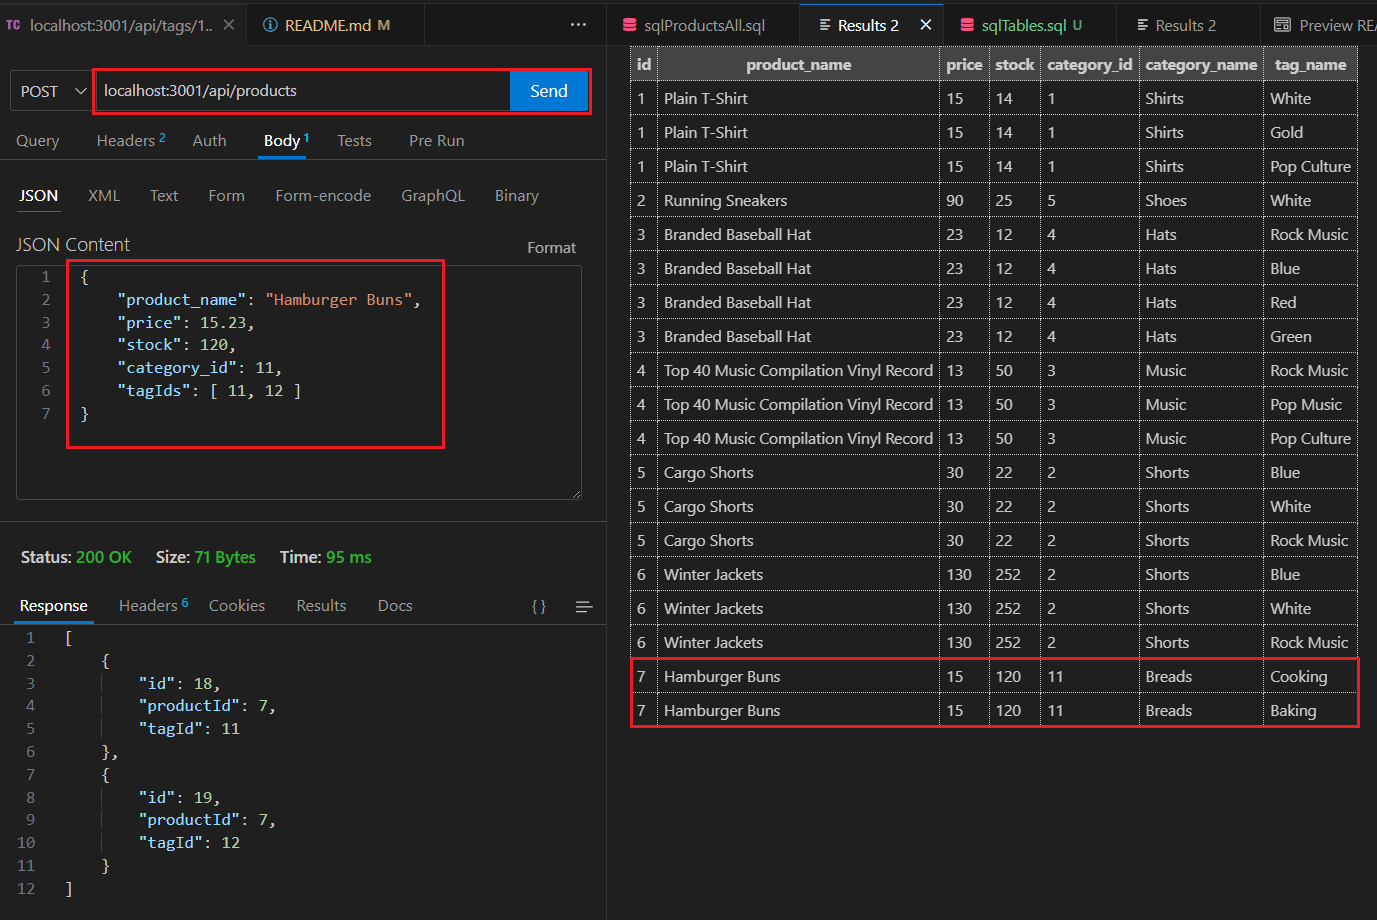 TC localhost:3001/api/tags/1.. ✕ README.md M ···
POST localhost:3001/api/products Send
Query Headers 2 Auth Body 1 Tests Pre Run
JSON XML Text Form Form-encode GraphQL Binary
JSON Content Format
1 {
2 "product_name": "Hamburger Buns",
3 "price": 15.23,
4 "stock": 120,
5 "category_id": 11,
6 "tagIds": [ 11, 12 ]
7 }
Status: 200 OK Size: 71 Bytes Time: 95 ms
Response Headers 6 Cookies Results Docs { }
1 [
2 {
3 "id": 18,
4 "productId": 7,
5 "tagId": 11
6 },
7 {
8 "id": 19,
9 "productId": 7,
10 "tagId": 12
11 }
12 ]
sqlProductsAll.sql Results 2 ✕ sqlTables.sql U Results 2 Preview REA
id product_name price stock category_id category_name tag_name
1 Plain T-Shirt 15 14 1 Shirts White
1 Plain T-Shirt 15 14 1 Shirts Gold
1 Plain T-Shirt 15 14 1 Shirts Pop Culture
2 Running Sneakers 90 25 5 Shoes White
3 Branded Baseball Hat 23 12 4 Hats Rock Music
3 Branded Baseball Hat 23 12 4 Hats Blue
3 Branded Baseball Hat 23 12 4 Hats Red
3 Branded Baseball Hat 23 12 4 Hats Green
4 Top 40 Music Compilation Vinyl Record 13 50 3 Music Rock Music
4 Top 40 Music Compilation Vinyl Record 13 50 3 Music Pop Music
4 Top 40 Music Compilation Vinyl Record 13 50 3 Music Pop Culture
5 Cargo Shorts 30 22 2 Shorts Blue
5 Cargo Shorts 30 22 2 Shorts White
5 Cargo Shorts 30 22 2 Shorts Rock Music
6 Winter Jackets 130 252 2 Shorts Blue
6 Winter Jackets 130 252 2 Shorts White
6 Winter Jackets 130 252 2 Shorts Rock Music
7 Hamburger Buns 15 120 11 Breads Cooking
7 Hamburger Buns 15 120 11 Breads Baking